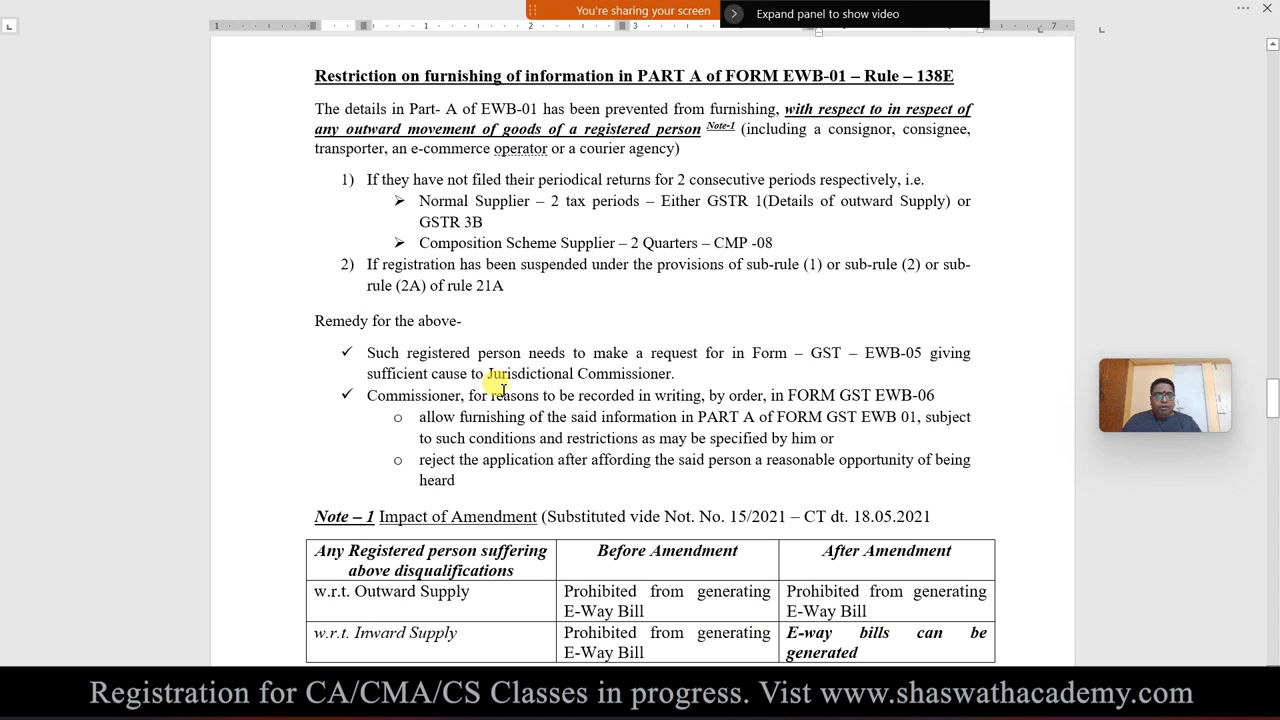 You're sharing your screen
Expand panel to show video
1 1 2 3 7
Restriction on furnishing of information in PART A of FORM EWB-01 – Rule – 138E
The details in Part- A of EWB-01 has been prevented from furnishing, with respect to in respect of
any outward movement of goods of a registered person Note-1 (including a consignor, consignee,
transporter, an e-commerce operator or a courier agency)
1) If they have not filed their periodical returns for 2 consecutive periods respectively, i.e.
➢ Normal Supplier – 2 tax periods – Either GSTR 1(Details of outward Supply) or
GSTR 3B
➢ Composition Scheme Supplier – 2 Quarters – CMP -08
2) If registration has been suspended under the provisions of sub-rule (1) or sub-rule (2) or sub-
rule (2A) of rule 21A
Remedy for the above-
✓ Such registered person needs to make a request for in Form – GST – EWB-05 giving
sufficient cause to Jurisdictional Commissioner.
✓ Commissioner, for reasons to be recorded in writing, by order, in FORM GST EWB-06
o allow furnishing of the said information in PART A of FORM GST EWB 01, subject
to such conditions and restrictions as may be specified by him or
o reject the application after affording the said person a reasonable opportunity of being
heard
Note – 1 Impact of Amendment (Substituted vide Not. No. 15/2021 – CT dt. 18.05.2021
Any Registered person suffering above disqualifications
Before Amendment
After Amendment
w.r.t. Outward Supply
Prohibited from generating
E-Way Bill
Prohibited from generating
E-Way Bill
w.r.t. Inward Supply
Prohibited from generating
E-Way Bill
E-way bills can be
generated
Registration for CA/CMA/CS Classes in progress. Vist www.shaswathacademy.com